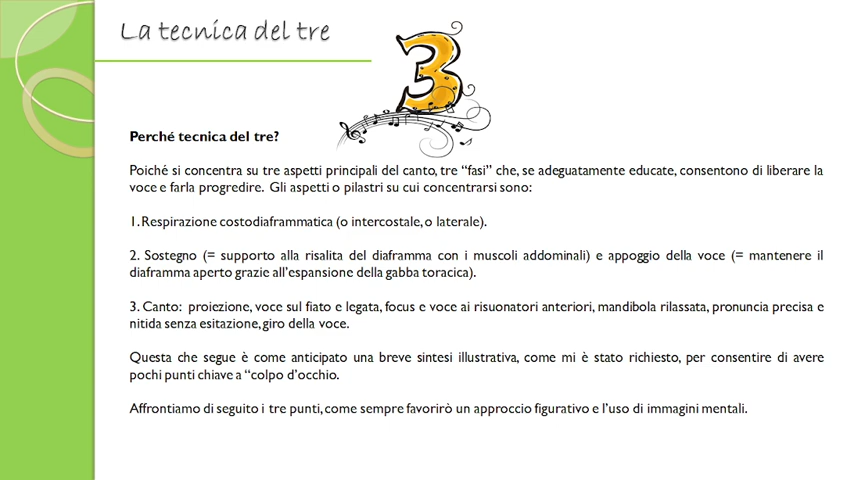 La tecnica del tre
3
Perché tecnica del tre?
Poiché si concentra su tre aspetti principali del canto, tre “fasi” che, se adeguatamente educate, consentono di liberare la
voce e farla progredire. Gli aspetti o pilastri su cui concentrarsi sono:
1. Respirazione costodiaframmatica (o intercostale, o laterale).
2. Sostegno (= supporto alla risalita del diaframma con i muscoli addominali) e appoggio della voce (= mantenere il
diaframma aperto grazie all’espansione della gabba toracica).
3. Canto: proiezione, voce sul fiato e legata, focus e voce ai risuonatori anteriori, mandibola rilassata, pronuncia precisa e
nitida senza esitazione, giro della voce.
Questa che segue è come anticipato una breve sintesi illustrativa, come mi è stato richiesto, per consentire di avere
pochi punti chiave a “colpo d’occhio.
Affrontiamo di seguito i tre punti, come sempre favorirò un approccio figurativo e l’uso di immagini mentali.